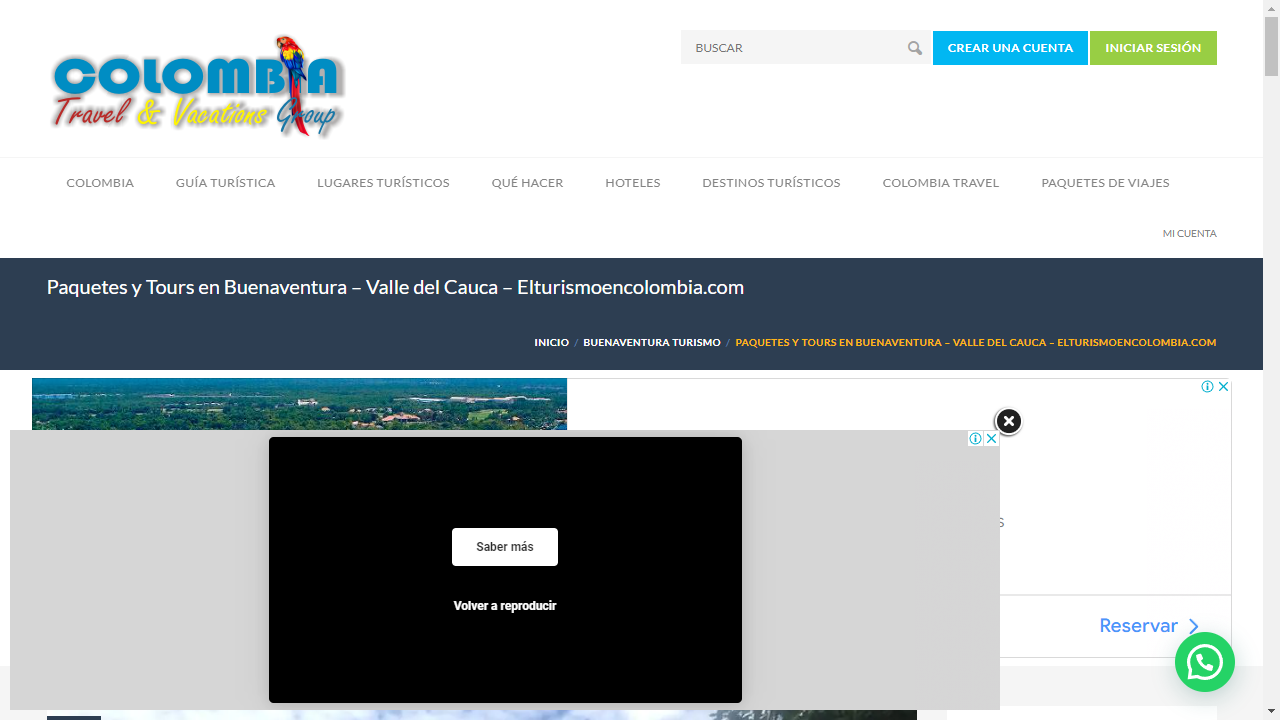 COLOMBIA
Travel & Vacations Group
BUSCAR
CREAR UNA CUENTA
INICIAR SESIÓN
COLOMBIA
GUÍA TURÍSTICA
LUGARES TURÍSTICOS
QUÉ HACER
HOTELES
DESTINOS TURÍSTICOS
COLOMBIA TRAVEL
PAQUETES DE VIAJES
MI CUENTA
Paquetes y Tours en Buenaventura – Valle del Cauca – Elturismoencolombia.com
INICIO / BUENAVENTURA TURISMO / PAQUETES Y TOURS EN BUENAVENTURA – VALLE DEL CAUCA – ELTURISMOENCOLOMBIA.COM
Saber más
Volver a reproducir
Reservar